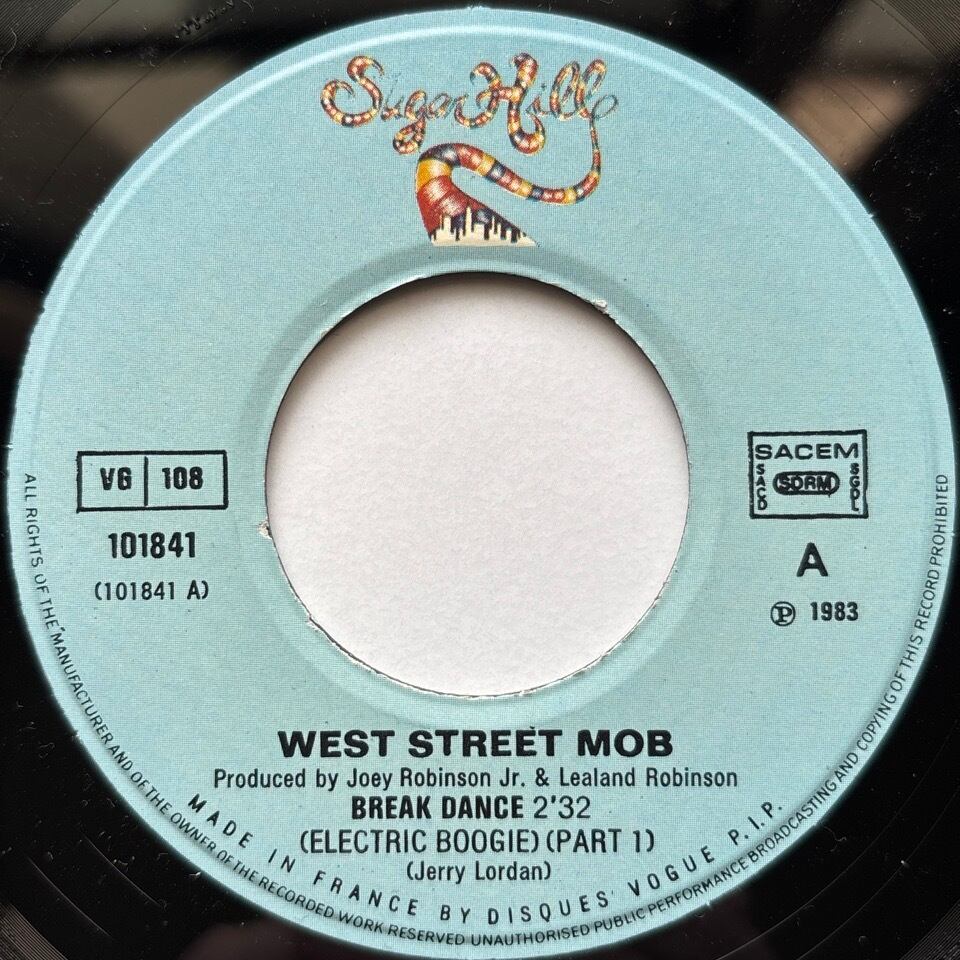 Sugar Hill
VG 108
101841
(101841 A)
SACEM
SACD
SDRM
SGDL
A
℗ 1983
WEST STREET MOB
Produced by Joey Robinson Jr. & Lealand Robinson
BREAK DANCE 2'32
(ELECTRIC BOOGIE) (PART 1)
(Jerry Lordan)
MADE IN FRANCE BY DISQUES VOGUE P.I.P.
ALL RIGHTS OF THE MANUFACTURER AND OF THE OWNER OF THE RECORDED WORK RESERVED UNAUTHORISED PUBLIC PERFORMANCE BROADCASTING AND COPYING OF THIS RECORD PROHIBITED